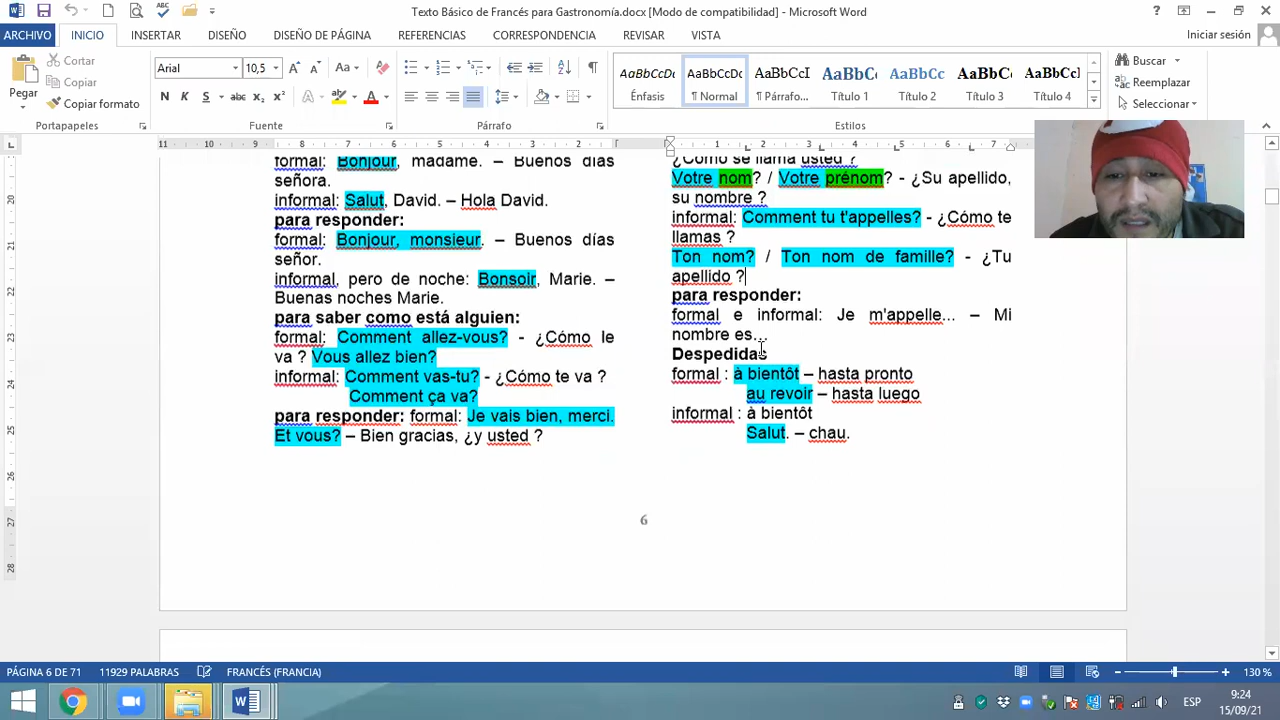 Texto Básico de Francés para Gastronomía.docx [Modo de compatibilidad] - Microsoft Word
ARCHIVO INICIO INSERTAR DISEÑO DISEÑO DE PÁGINA REFERENCIAS CORRESPONDENCIA REVISAR VISTA Iniciar sesión
Cortar
Copiar
Copiar formato
Pegar
Portapapeles
Arial 10,5
Fuente
Párrafo
AaBbCcDc AaBbCcDc AaBbCcI AaBbC AaBbCc AaBbCc AaBbCcl
Énfasis ¶ Normal ¶ Párrafo... Título 1 Título 2 Título 3 Título 4
Estilos
Buscar
Reemplazar
Seleccionar
formal: Bonjour, madame. – Buenos días
señora.
informal: Salut, David. – Hola David.
para responder:
formal: Bonjour, monsieur. – Buenos días
señor.
informal, pero de noche: Bonsoir, Marie. –
Buenas noches Marie.
para saber como está alguien:
formal: Comment allez-vous? - ¿Cómo le
va ? Vous allez bien?
informal: Comment vas-tu? - ¿Cómo te va ?
Comment ça va?
para responder: formal: Je vais bien, merci.
Et vous? – Bien gracias, ¿y usted ?
¿Cómo se llama usted ?
Votre nom? / Votre prénom? - ¿Su apellido,
su nombre ?
informal: Comment tu t'appelles? - ¿Cómo te
llamas ?
Ton nom? / Ton nom de famille? - ¿Tu
apellido ?
para responder:
formal e informal: Je m'appelle... – Mi
nombre es...
Despedidas
formal : à bientôt – hasta pronto
au revoir – hasta luego
informal : à bientôt
Salut. – chau.
6
PÁGINA 6 DE 71 11929 PALABRAS FRANCÉS (FRANCIA) 130 %
ESP
9:24
15/09/21